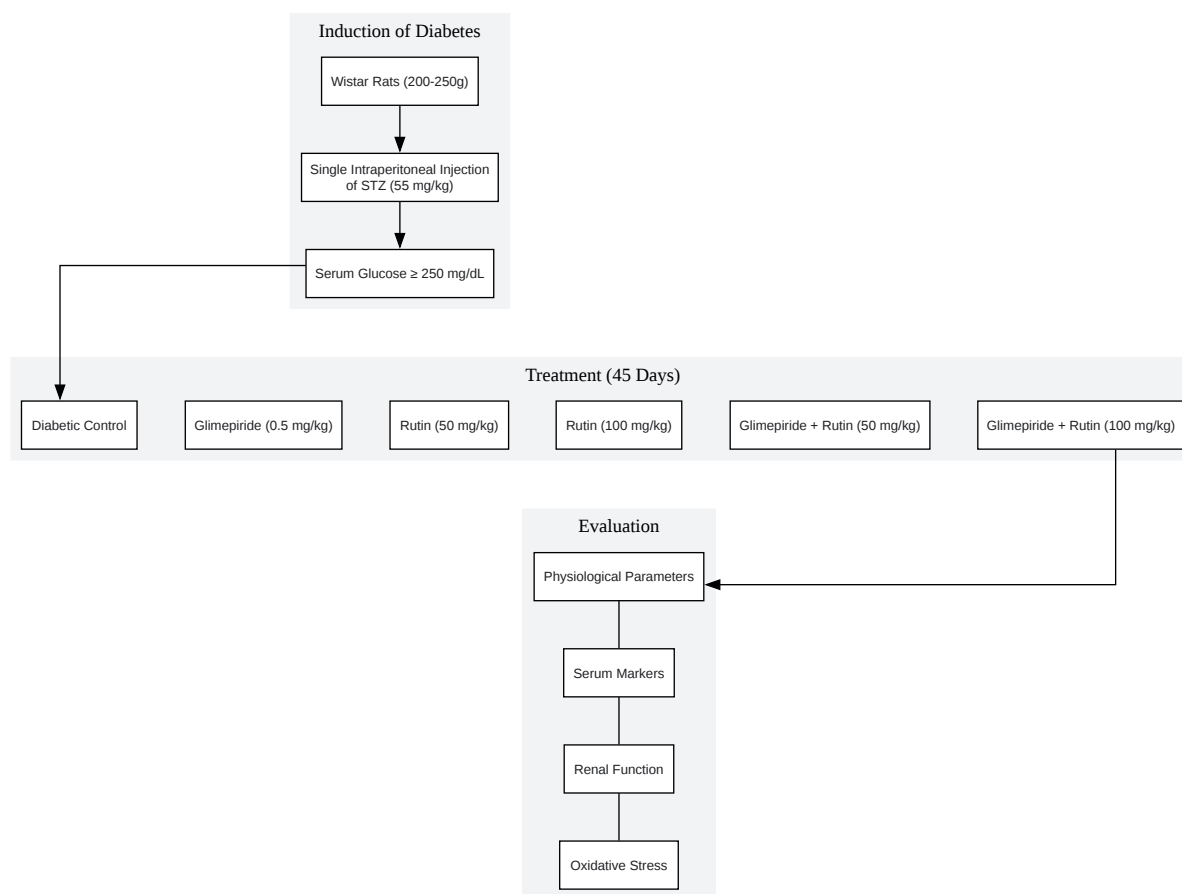 Induction of Diabetes
Wistar Rats (200-250g)
Single Intraperitoneal Injection
of STZ (55 mg/kg)
Serum Glucose ≥ 250 mg/dL
Treatment (45 Days)
Diabetic Control
Glimepiride (0.5 mg/kg)
Rutin (50 mg/kg)
Rutin (100 mg/kg)
Glimepiride + Rutin (50 mg/kg)
Glimepiride + Rutin (100 mg/kg)
Evaluation
Physiological Parameters
Serum Markers
Renal Function
Oxidative Stress